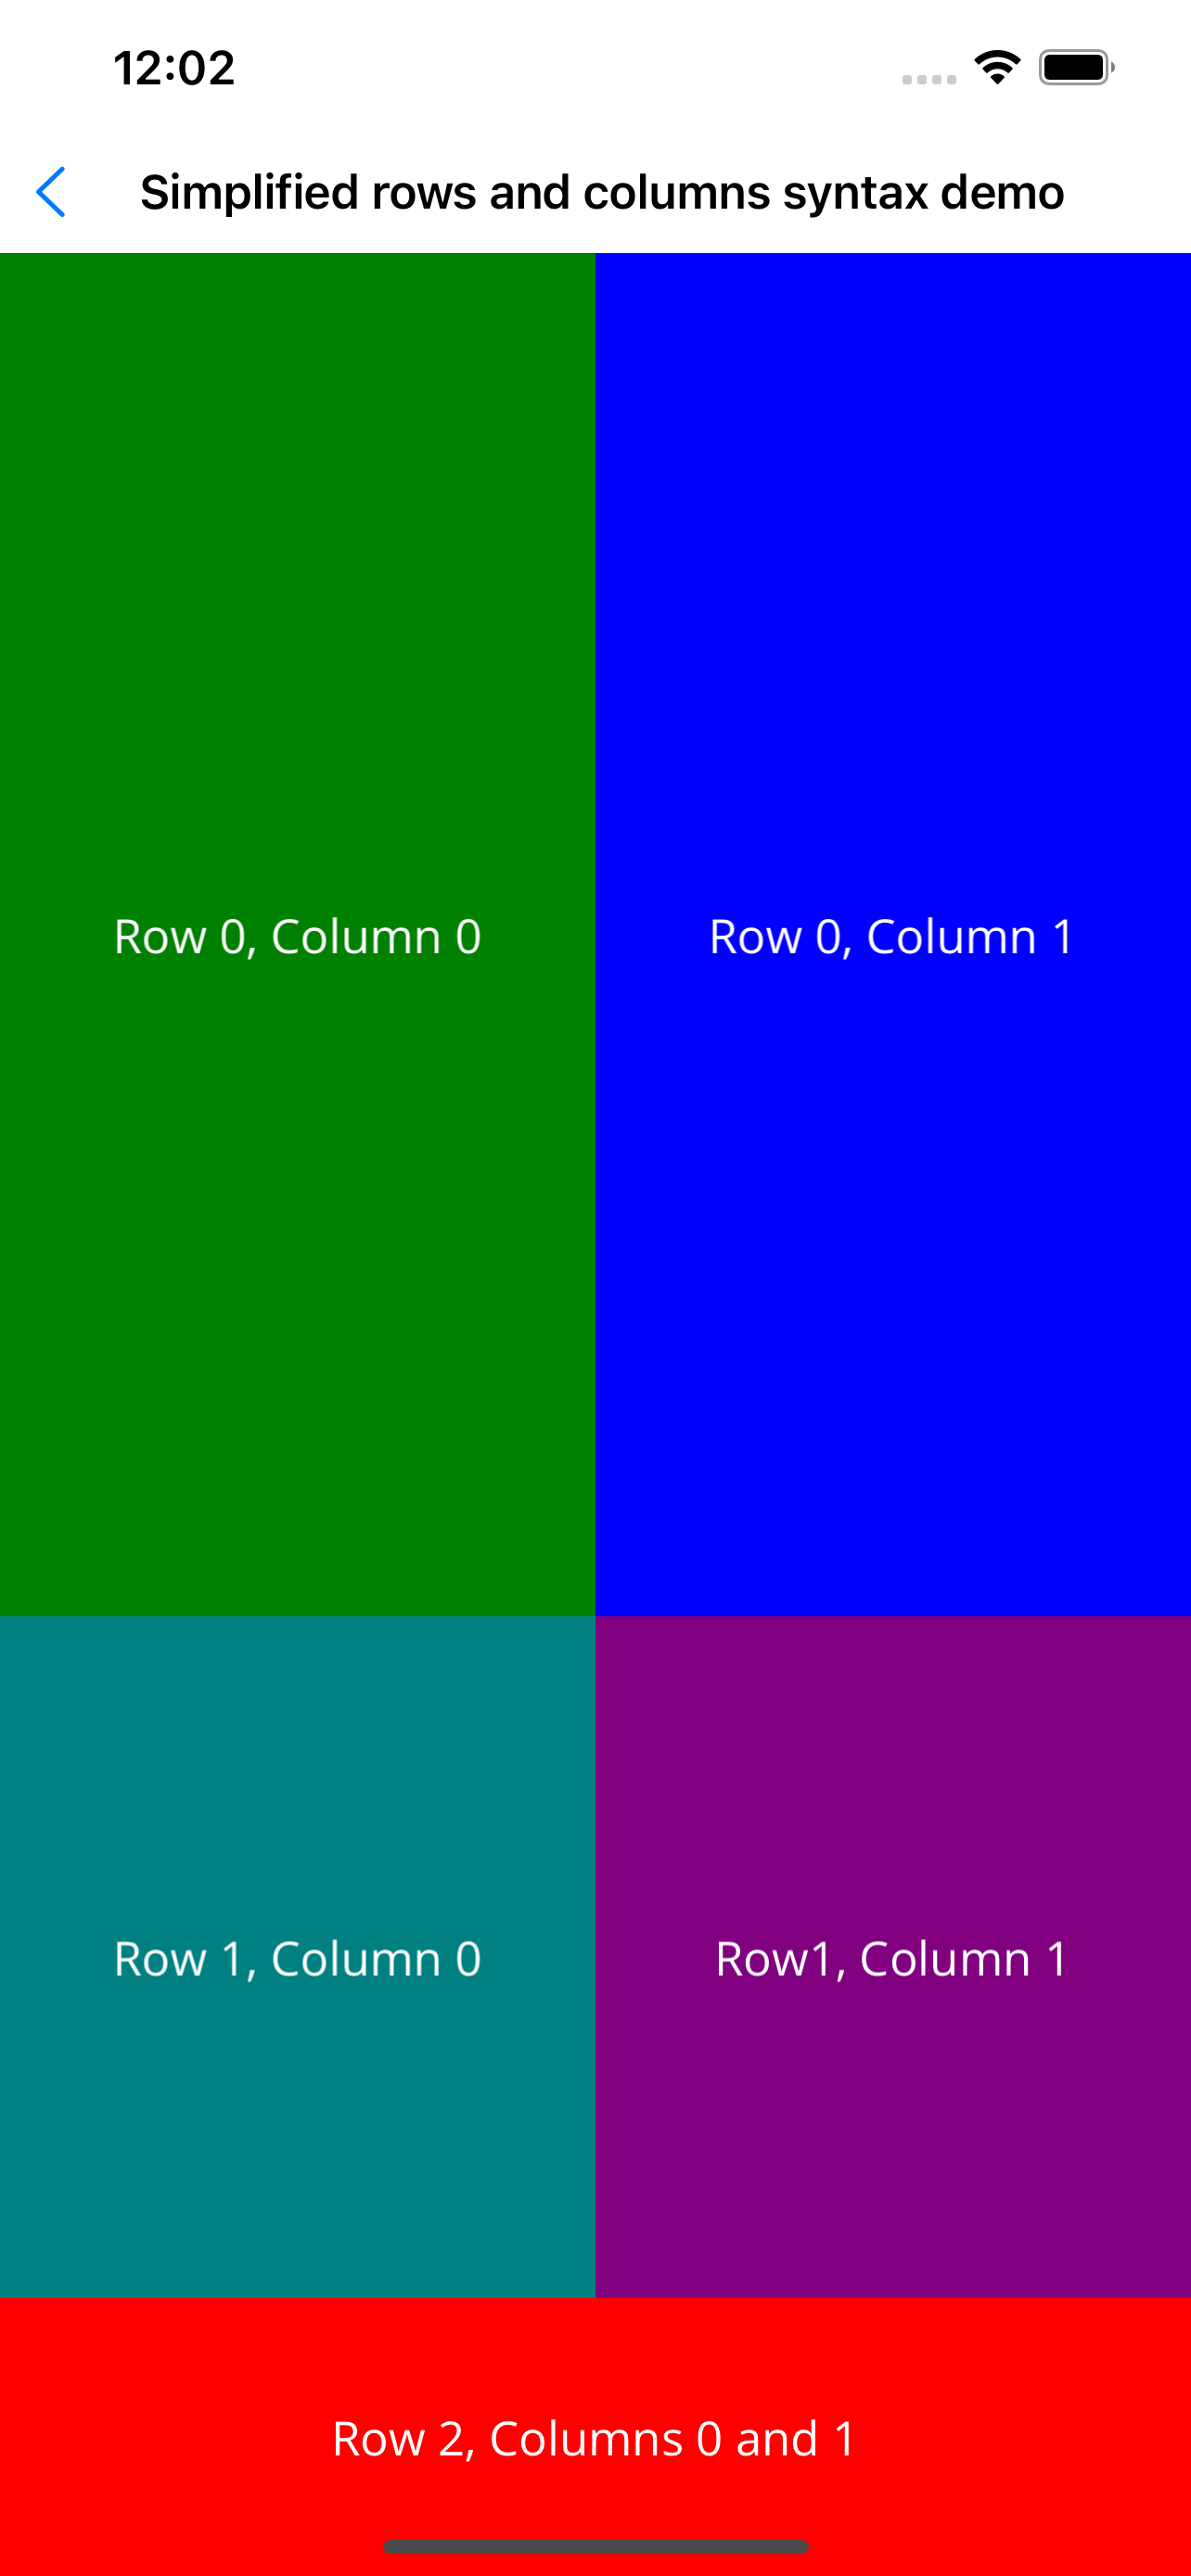 12:02
Simplified rows and columns syntax demo
Row 0, Column 0
Row 0, Column 1
Row 1, Column 0
Row1, Column 1
Row 2, Columns 0 and 1